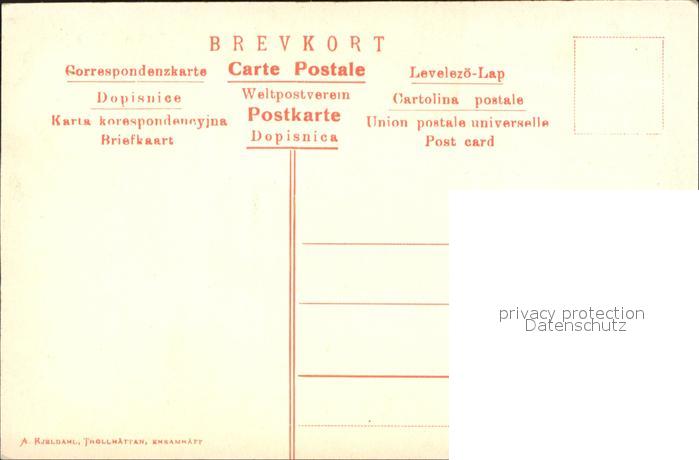 BREVKORT
Correspondenzkarte
Dopisnice
Karta korespondencyjna
Briefkaart
Carte Postale
Weltpostverein
Postkarte
Dopisnica
Levelező-Lap
Cartolina postale
Union postale universelle
Post card
privacy protection
Datenschutz
A. Kjeldahl, Trollhättan, Ensamrätt